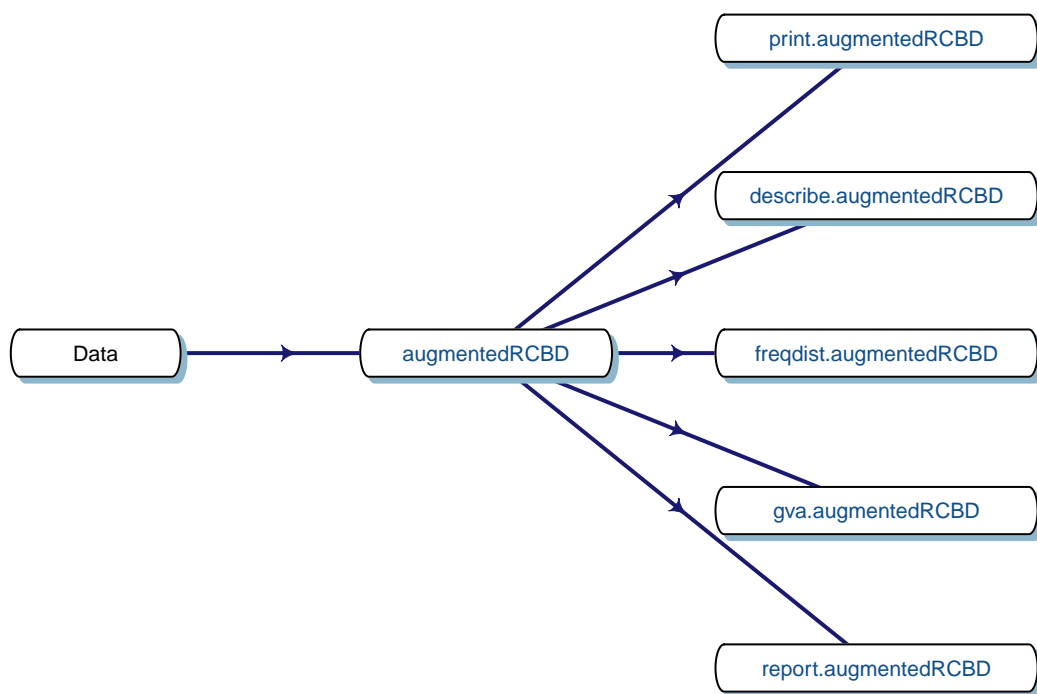 print.augmentedRCBD
describe.augmentedRCBD
Data
augmentedRCBD
freqdist.augmentedRCBD
gva.augmentedRCBD
report.augmentedRCBD